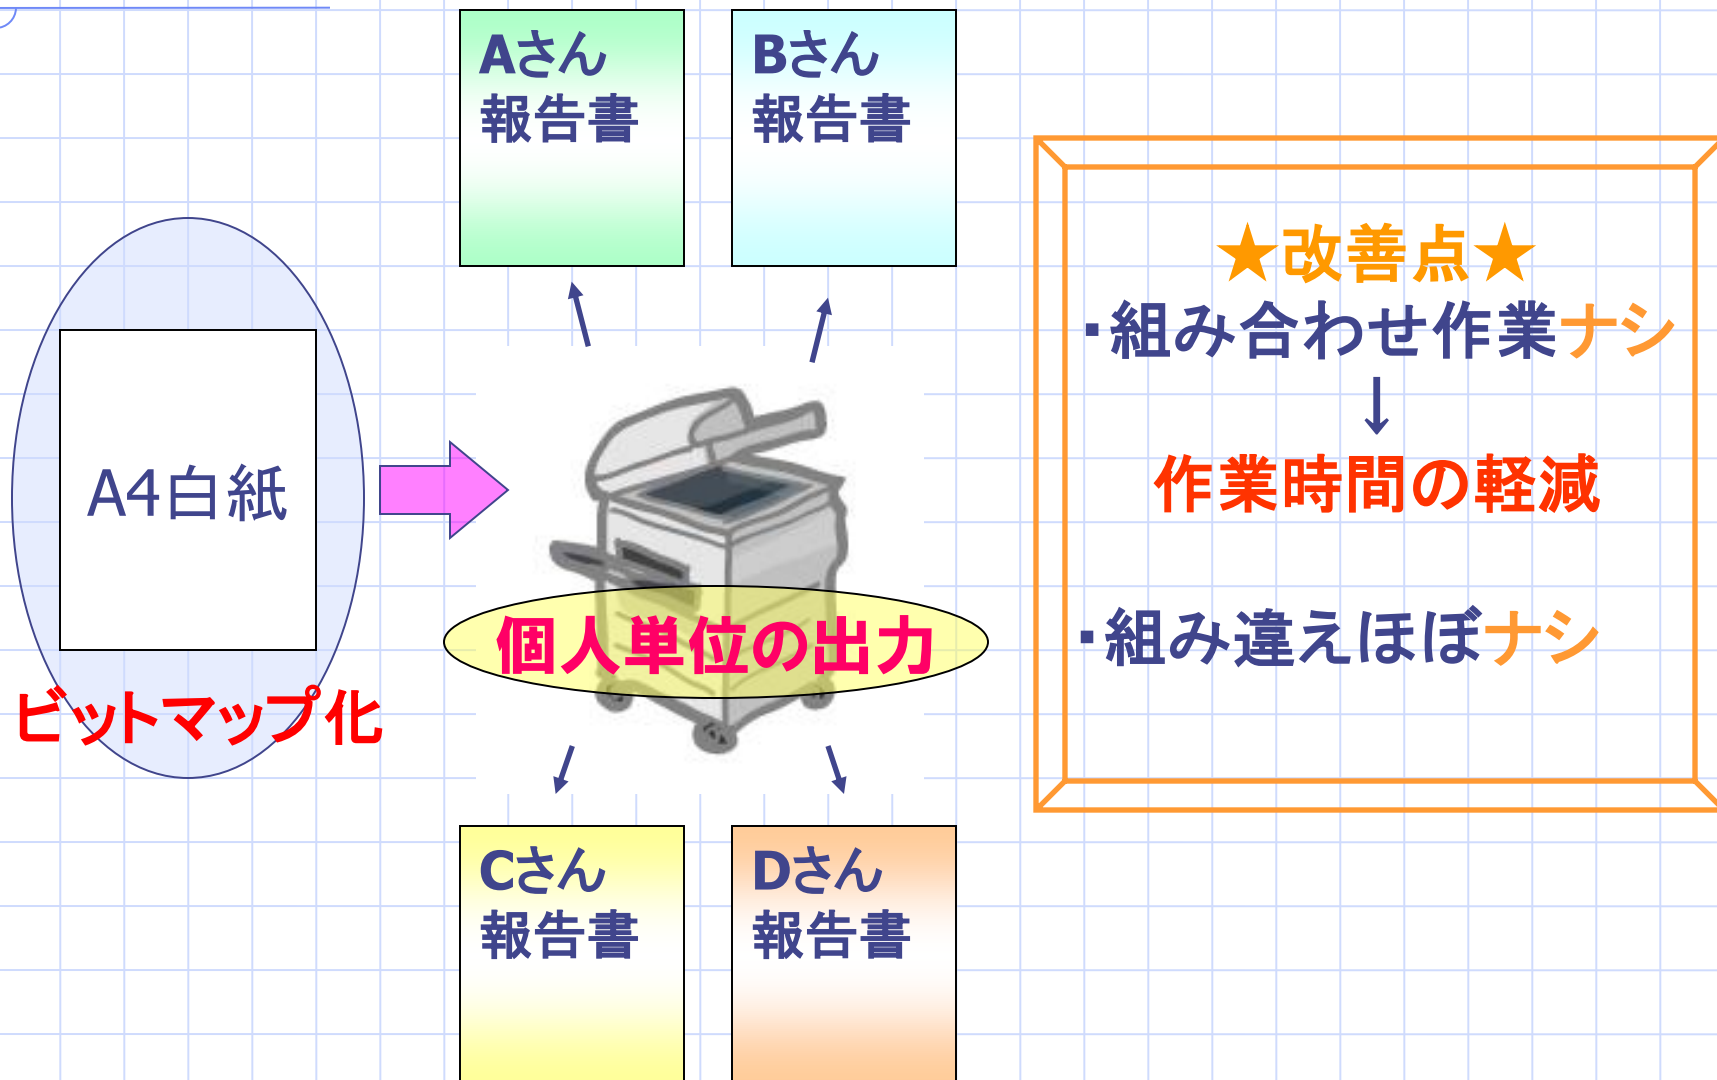 Aさん
報告書
Bさん
報告書
A4白紙
ビットマップ化
個人単位の出力
Cさん
報告書
Dさん
報告書
★改善点★
・組み合わせ作業ナシ
↓
作業時間の軽減
・組み違えほぼナシ